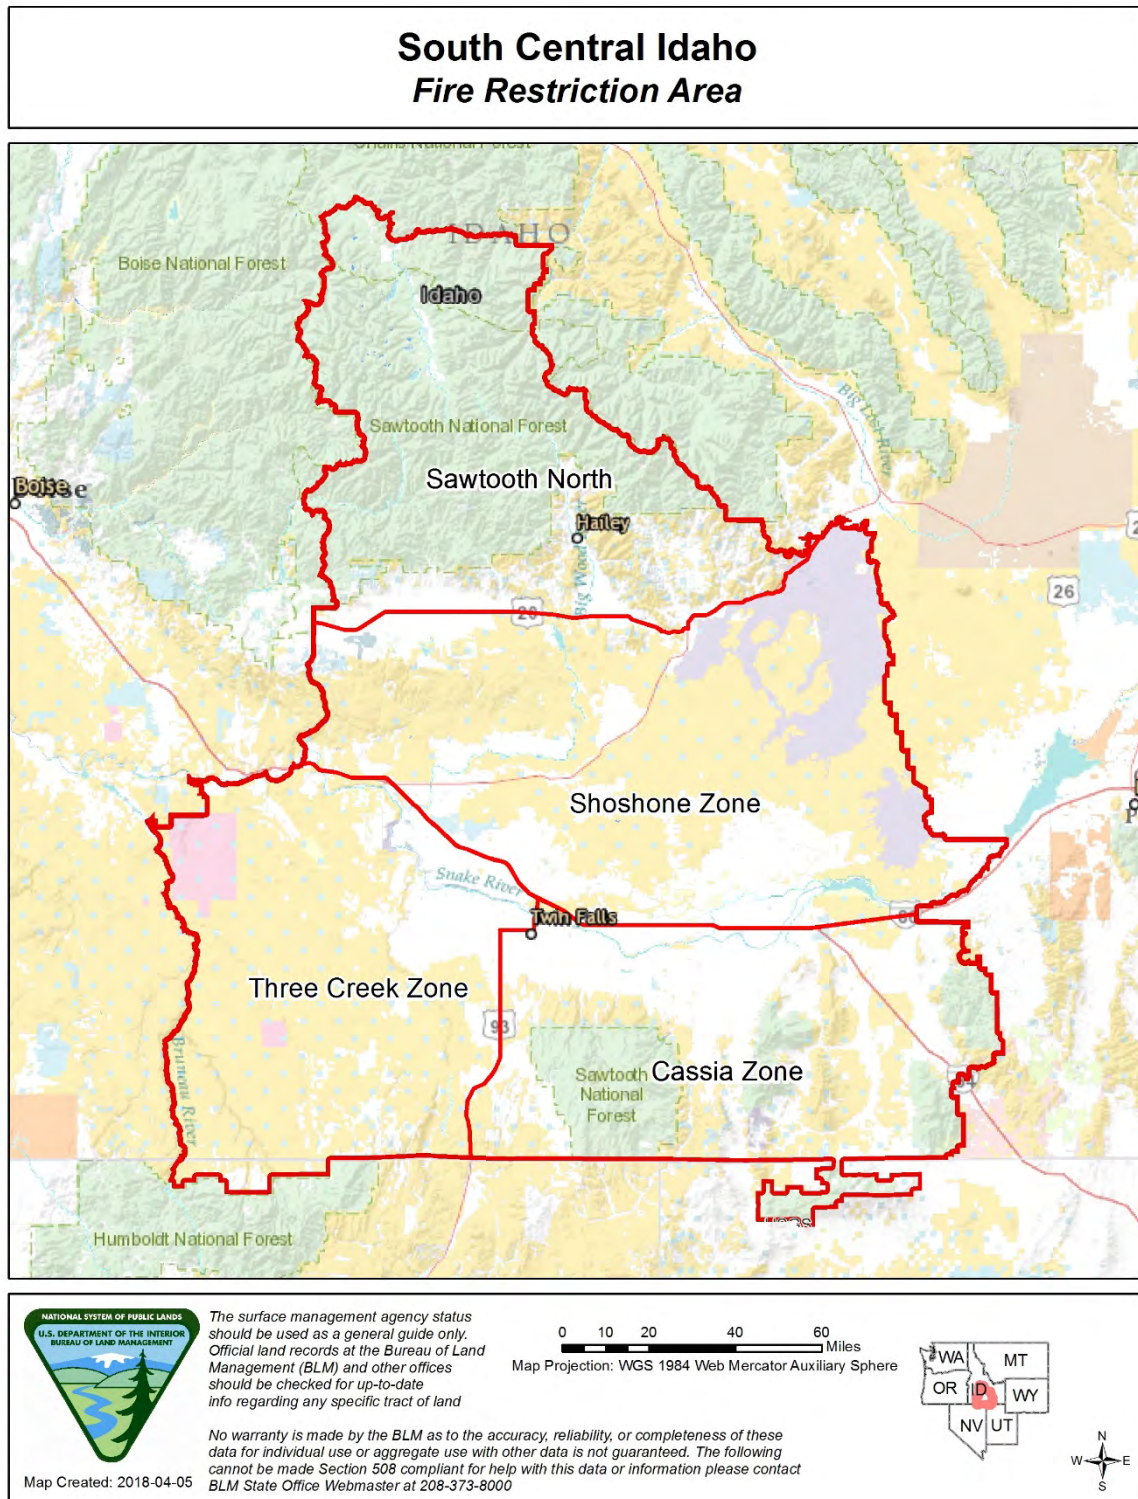 South Central Idaho
Fire Restriction Area
IDAHO
Boise National Forest
Idaho
Big Lost River
Sawtooth National Forest
Sawtooth North
Boise
Hailey
Big Wood
26
20
Shoshone Zone
Snake River
Twin Falls
86
Three Creek Zone
93
Cassia Zone
Sawtooth
National
Forest
84
Bruneau River
Humboldt National Forest
NATIONAL SYSTEM OF PUBLIC LANDS
U.S. DEPARTMENT OF THE INTERIOR
BUREAU OF LAND MANAGEMENT
Map Created: 2018-04-05
The surface management agency status
should be used as a general guide only.
Official land records at the Bureau of Land
Management (BLM) and other offices
should be checked for up-to-date
info regarding any specific tract of land
No warranty is made by the BLM as to the accuracy, reliability, or completeness of these
data for individual use or aggregate use with other data is not guaranteed. The following
cannot be made Section 508 compliant for help with this data or information please contact
BLM State Office Webmaster at 208-373-8000
0 10 20 40 60
Miles
Map Projection: WGS 1984 Web Mercator Auxiliary Sphere
WA MT
OR ID WY
NV UT
N
W E
S